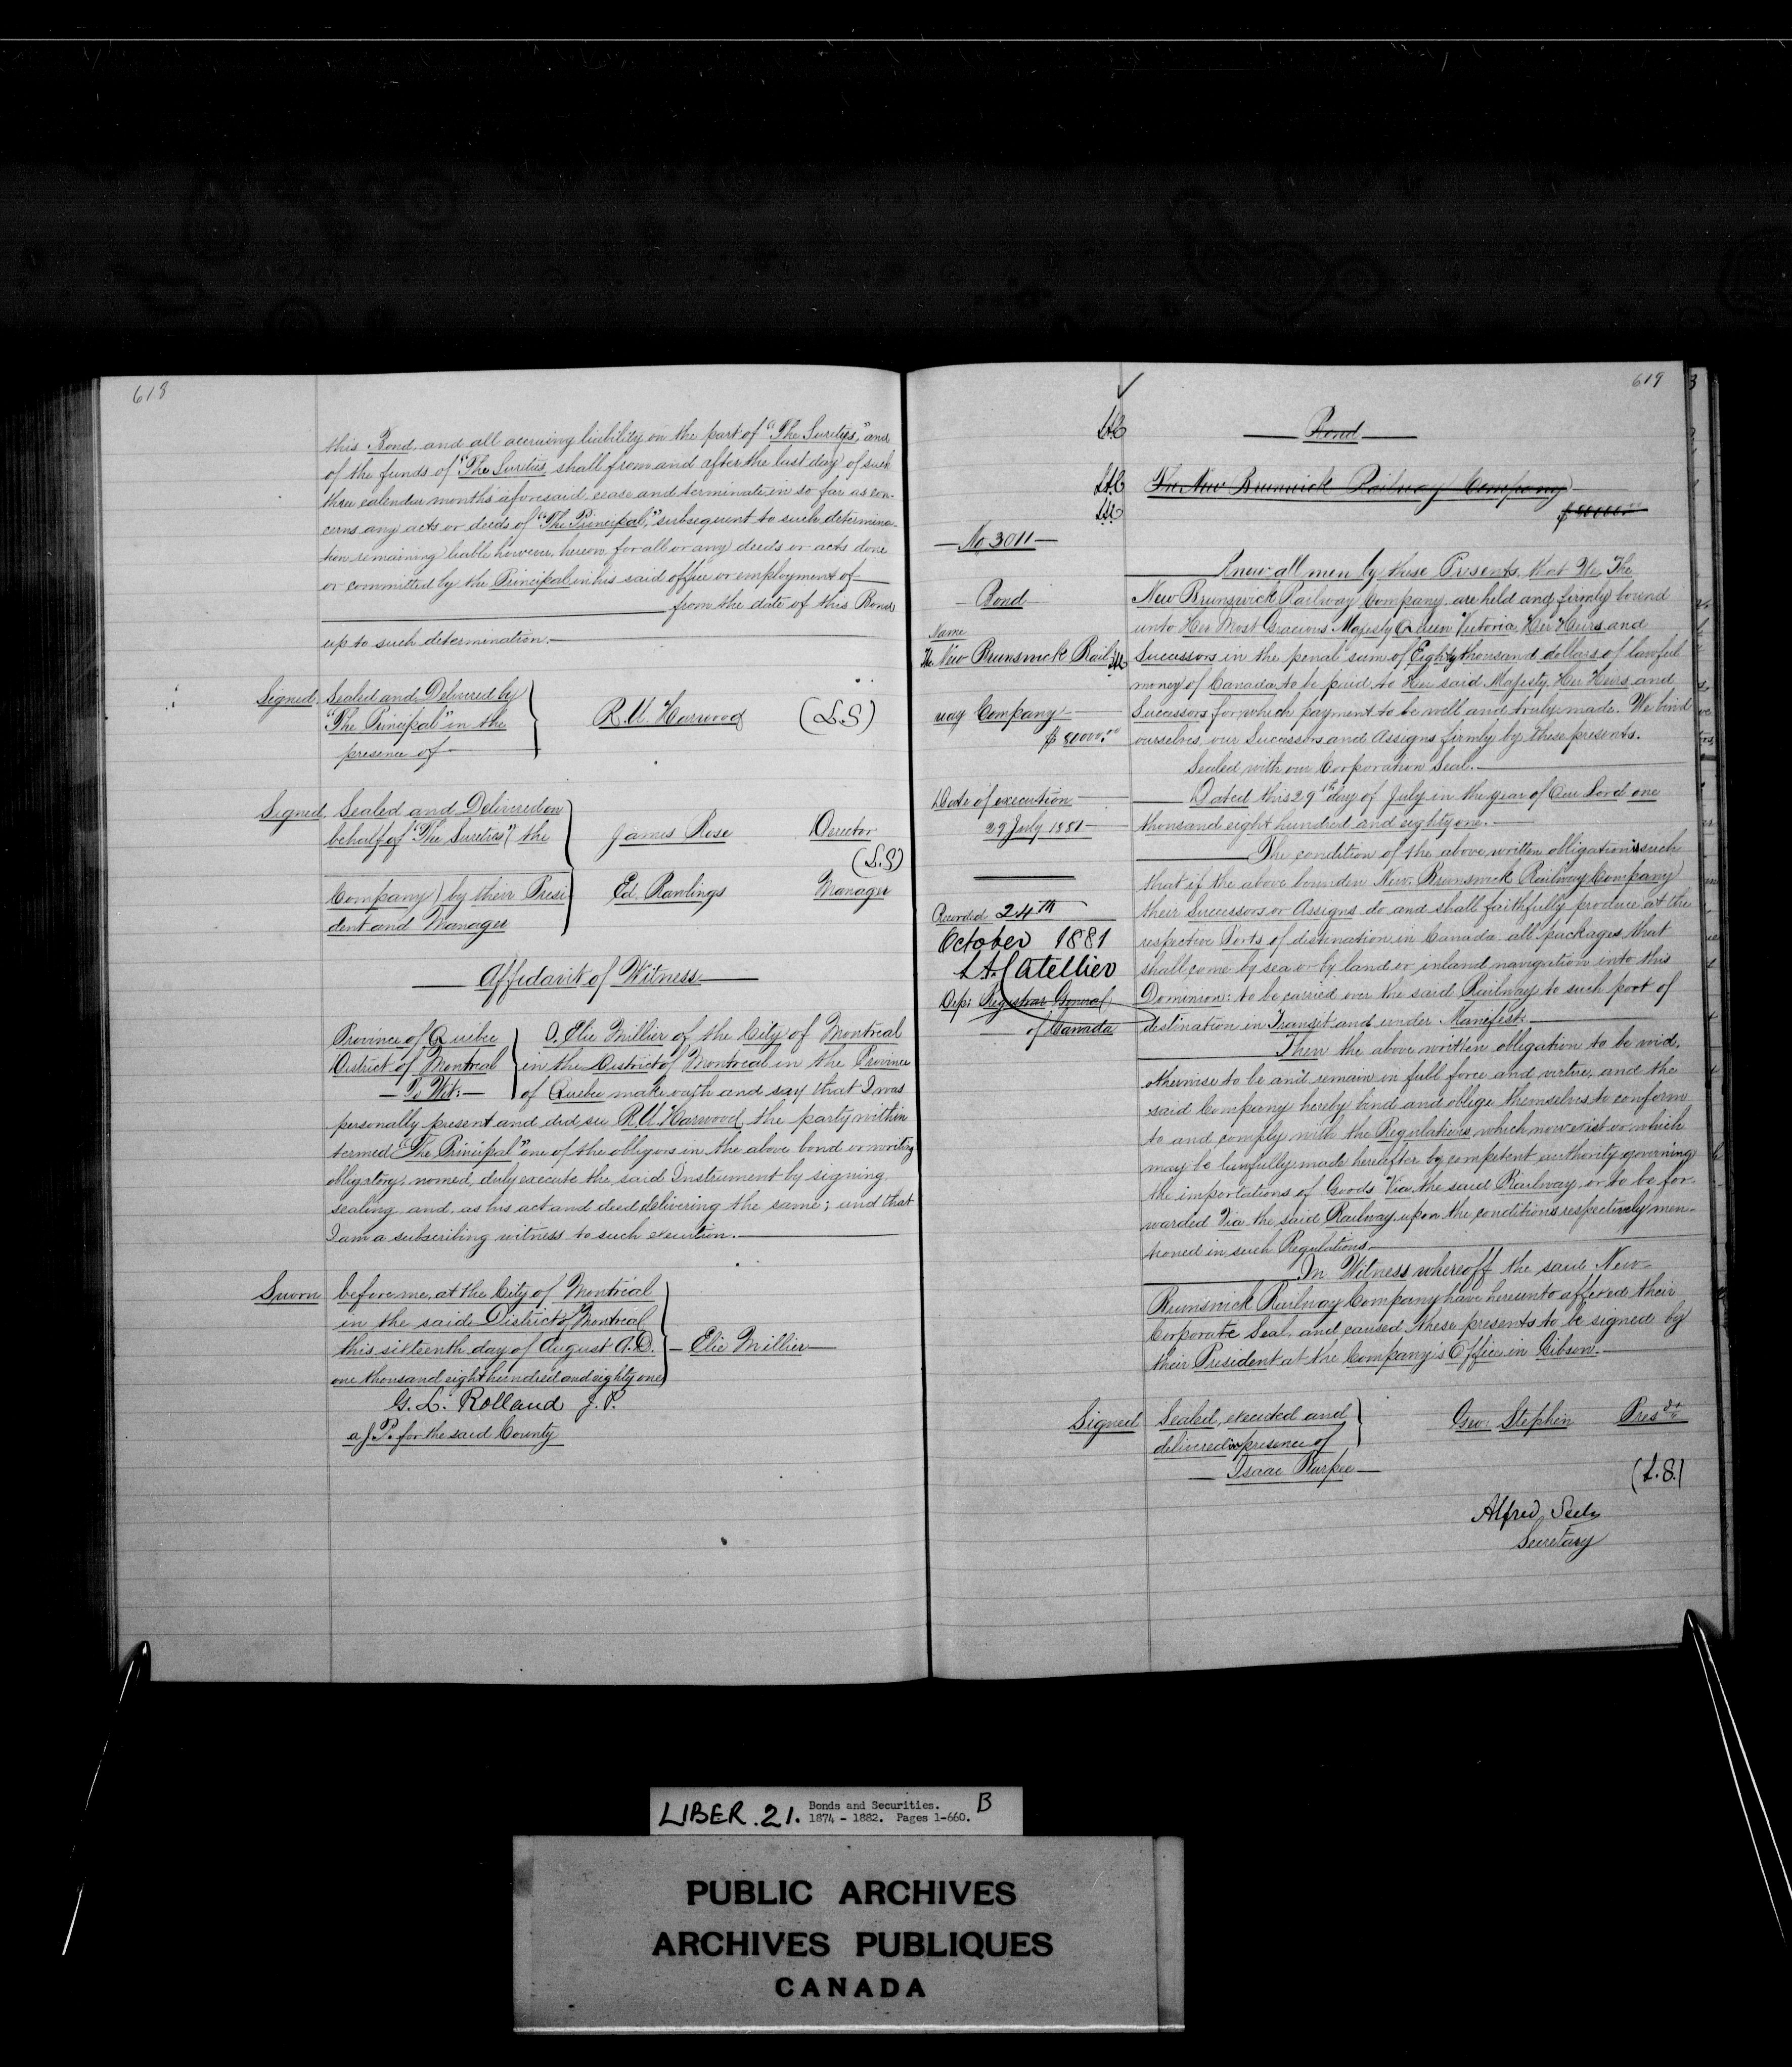 618
this Bond, and all accruing liability on the part of "The Suretys," and
of the funds of "The Sureties, shall from and after the last day of such
three calendar months aforesaid, cease and terminate in so far as con-
cerns any acts or deeds of "The Principal," subsequent to such determina-
tion remaining liable however, hereon for all or any deeds or acts done
or committed by the Principal in his said office or employment of
from the date of this Bond
up to such determination.
Signed, Sealed and Delivered by
"The Principal" in the
presence of
R. U. Harwood (L.S)
Signed, Sealed and Delivered on
behalf of "The Sureties" (the
Company) by their Presi
dent and Manager
James Rose Director
(L.S)
Ed. Rawlings Manager
Affidavit of Witness
Province of Quebec
District of Montreal
To Wit:
I. Elie Millier of the City of Montreal
in the District of Montreal in the Province
of Quebec make oath and say that I was
personally present and did see R. U. Harwood, the party within
termed "The Principal" one of the obligors in the above bond or writing
obligatory, named, duly execute the said Instrument by signing
sealing and, as his act and deed delivering the same; and that
I am a subscribing witness to such execution.
Sworn before me, at the City of Montreal
in the said District of Montreal
this sixteenth day of August A.D.
one thousand eight hundred and eighty one
Elie Millier
G. L. Rolland J. P.
a J. P. for the said County
619
Bond
The New Brunswick Railway Company
No 3011
Bond
Name
The New Brunswick Rail
way Company
$ 80000.00
Date of execution
29 July 1881
Recorded 24th
October 1881
L A Catellier
Dep: Registrar General
of Canada
Know all men by these Presents, that We The
New Brunswick Railway Company, are held and firmly bound
unto Her Most Gracious Majesty Queen Victoria, Her Heirs and
Successors in the penal sum of Eighty thousand dollars of lawful
money of Canada to be paid to Her said Majesty, Her Heirs and
Successors, for which payment to be well and truly made. We bind
ourselves, our Successors and Assigns firmly by these presents.
Sealed with our Corporation Seal.
Dated this 29th day of July in the year of Our Lord one
thousand eight hundred and eighty one.
The condition of the above written obligation is such
that if the above bounden New. Brunswick Railway Company
their Successors or Assigns do and shall faithfully produce at the
respective Ports of destination in Canada all packages that
shall come by sea or by land or inland navigation into this
Dominion: to be carried over the said Railway to such port of
destination in Transit and under Manifest.
Then the above written obligation to be void,
otherwise to be and remain in full force and virtue, and the
said Company hereby bind and oblige themselves to conform
to and comply with the Regulations which now exist or which
may be lawfully made hereafter by competent authority governing
the importations of Goods Via the said Railway or to be for
warded Via the said Railway upon the conditions respectively men-
tioned in such Regulations.
In Witness whereoff the said New-
Brunswick Railway Company have hereunto affixed their
Corporate Seal, and caused these presents to be signed by
their President at the Company's Office in Gibson.
Signed Sealed, executed and
delivered in presence of
Isaac Burpee
Geo: Stephen Presdt
(L.S.)
Alfred Seely
Secretary
LIBER. 21. Bonds and Securities. B
1874 - 1882. Pages 1-660.
PUBLIC ARCHIVES
ARCHIVES PUBLIQUES
CANADA